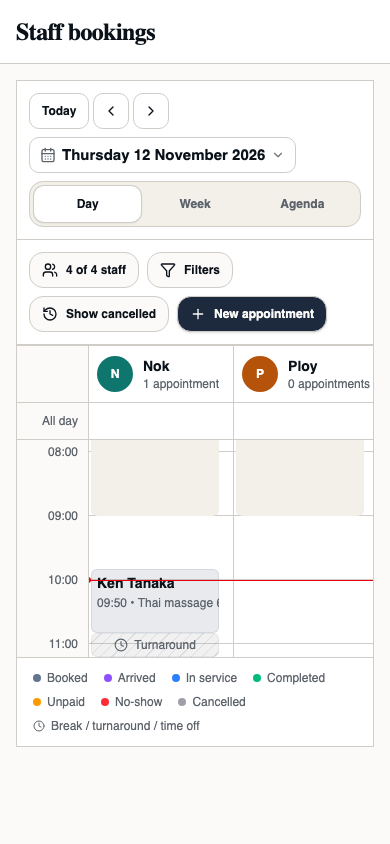 Staff bookings
Today
Thursday 12 November 2026
Day Week Agenda
4 of 4 staff Filters
Show cancelled New appointment
N Nok P Ploy
1 appointment 0 appointments
All day
08:00
09:00
10:00
Ken Tanaka
09:50 • Thai massage
11:00 Turnaround
Booked Arrived In service Completed
Unpaid No-show Cancelled
Break / turnaround / time off